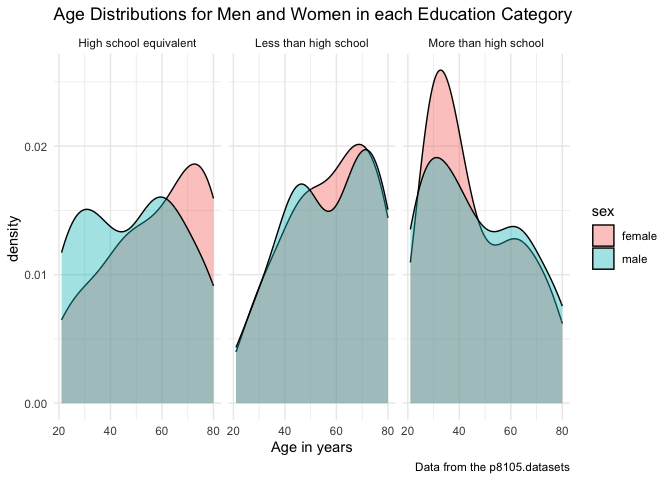 Age Distributions for Men and Women in each Education Category
High school equivalent
Less than high school
More than high school
density
0.02
0.01
0.00
20 40 60 80
20 40 60 80
20 40 60 80
Age in years
sex
female
male
Data from the p8105.datasets